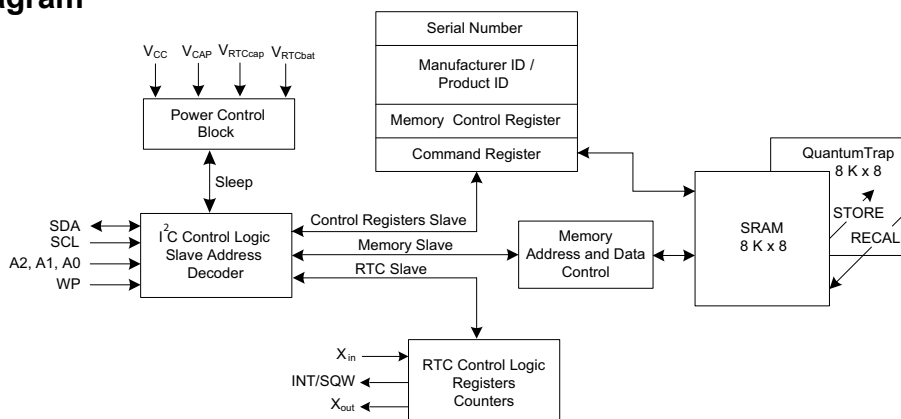 agram
Serial Number
Manufacturer ID /
Product ID
Memory Control Register
Command Register
VCC VCAP VRTCcap VRTCbat
Power Control
Block
Sleep
QuantumTrap
8 K x 8
SRAM
8 K x 8
STORE
RECAL
SDA
SCL
A2, A1, A0
WP
I2C Control Logic
Slave Address
Decoder
Control Registers Slave
Memory Slave
RTC Slave
Memory
Address and Data
Control
Xin
INT/SQW
Xout
RTC Control Logic
Registers
Counters